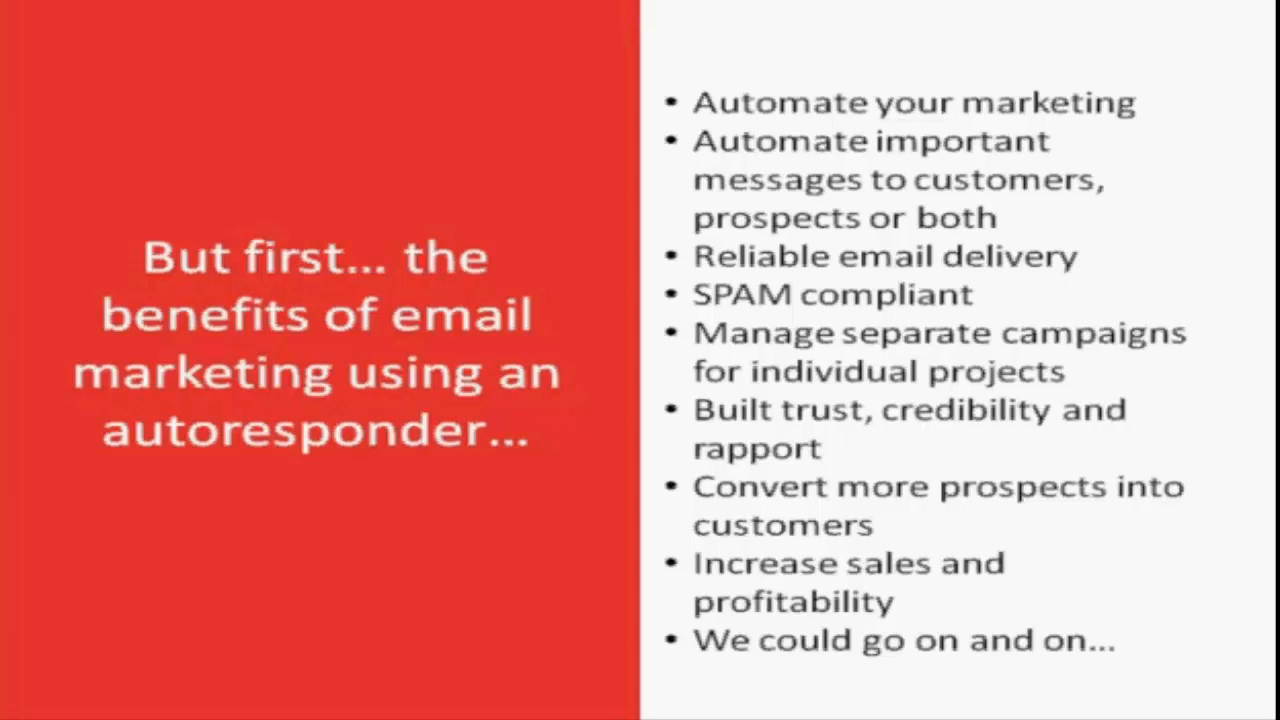 But first... the
benefits of email
marketing using an
autoresponder...
• Automate your marketing
• Automate important
messages to customers,
prospects or both
• Reliable email delivery
• SPAM compliant
• Manage separate campaigns
for individual projects
• Built trust, credibility and
rapport
• Convert more prospects into
customers
• Increase sales and
profitability
• We could go on and on...